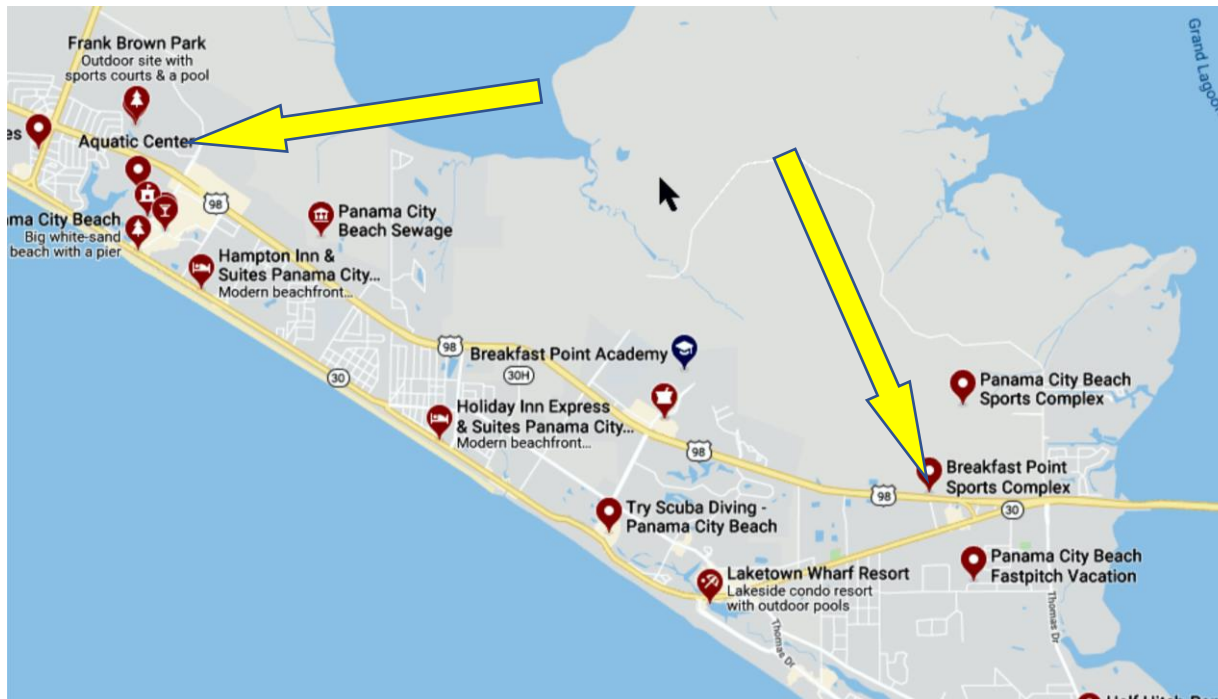 Frank Brown Park
Outdoor site with
sports courts & a pool
Grand Lagoo
es
Aquatic Center
98
Panama City
Beach Sewage
ma City Beach
Big white-sand
beach with a pier
Hampton Inn &
Suites Panama City...
Modern beachfront...
98
Breakfast Point Academy
30H
30
Panama City Beach
Sports Complex
Holiday Inn Express
& Suites Panama City...
Modern beachfront...
98
Breakfast Point
Sports Complex
98
30
Try Scuba Diving -
Panama City Beach
Panama City Beach
Fastpitch Vacation
Laketown Wharf Resort
Lakeside condo resort
with outdoor pools
Thomas Dr
Thomas Dr